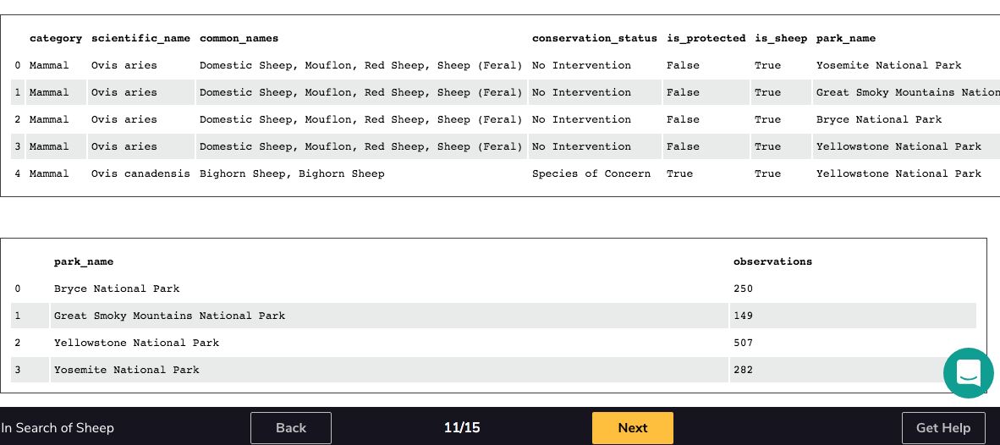 category scientific_name common_names conservation_status is_protected is_sheep park_name
0 Mammal Ovis aries Domestic Sheep, Mouflon, Red Sheep, Sheep (Feral) No Intervention False True Yosemite National Park
1 Mammal Ovis aries Domestic Sheep, Mouflon, Red Sheep, Sheep (Feral) No Intervention False True Great Smoky Mountains Nation
2 Mammal Ovis aries Domestic Sheep, Mouflon, Red Sheep, Sheep (Feral) No Intervention False True Bryce National Park
3 Mammal Ovis aries Domestic Sheep, Mouflon, Red Sheep, Sheep (Feral) No Intervention False True Yellowstone National Park
4 Mammal Ovis canadensis Bighorn Sheep, Bighorn Sheep Species of Concern True True Yellowstone National Park
park_name observations
0 Bryce National Park 250
1 Great Smoky Mountains National Park 149
2 Yellowstone National Park 507
3 Yosemite National Park 282
In Search of Sheep Back 11/15 Next Get Help